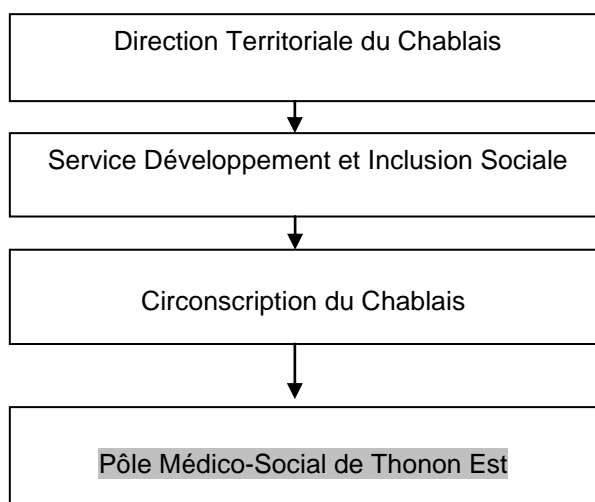 Direction Territoriale du Chablais
Service Développement et Inclusion Sociale
Circonscription du Chablais
Pôle Médico-Social de Thonon Est